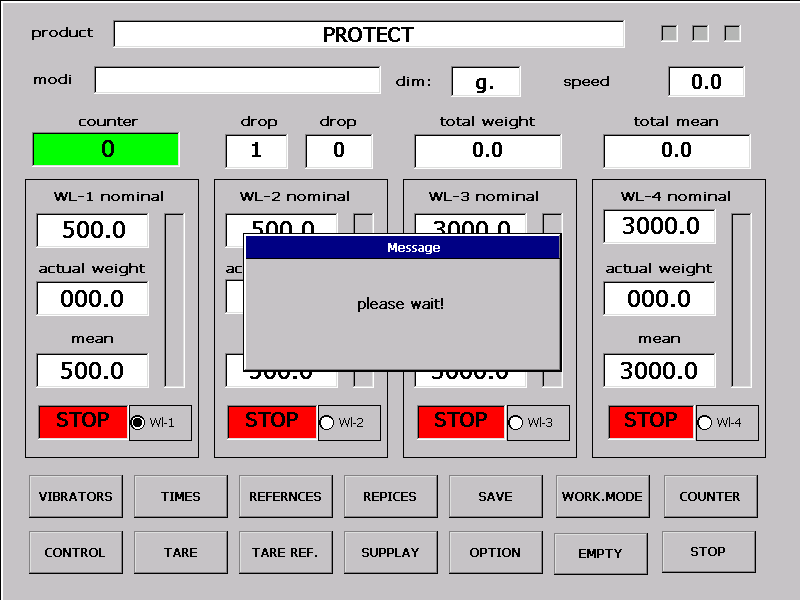 product PROTECT
modi dim: g. speed 0.0
counter drop drop total weight total mean
0 1 0 0.0 0.0
WL-1 nominal WL-2 nominal WL-3 nominal WL-4 nominal
500.0 500.0 3000.0 3000.0
Message
actual weight ac actual weight
please wait!
000.0 000.0
mean mean
500.0 500.0 3000.0 3000.0
STOP Wl-1 STOP Wl-2 STOP Wl-3 STOP Wl-4
VIBRATORS TIMES REFERNCES REPICES SAVE WORK.MODE COUNTER
CONTROL TARE TARE REF. SUPPLAY OPTION EMPTY STOP